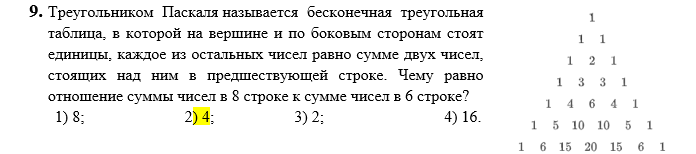 9. Треугольником Паскаля называется бесконечная треугольная
таблица, в которой на вершине и по боковым сторонам стоят
единицы, каждое из остальных чисел равно сумме двух чисел,
стоящих над ним в предшествующей строке. Чему равно
отношение суммы чисел в 8 строке к сумме чисел в 6 строке?
1) 8; 2) 4; 3) 2; 4) 16.
1
1 1
1 2 1
1 3 3 1
1 4 6 4 1
1 5 10 10 5 1
1 6 15 20 15 6 1